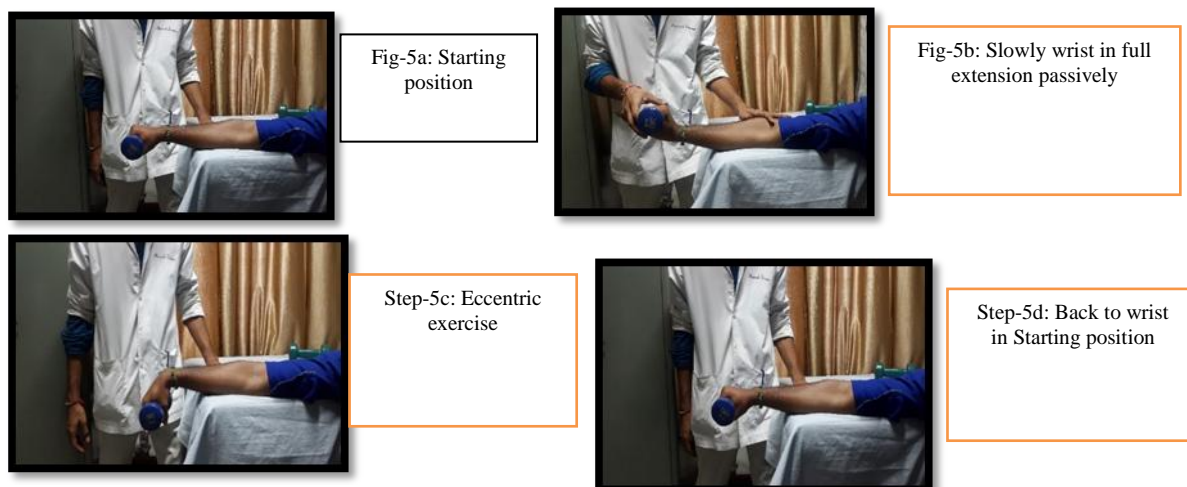 Fig-5a: Starting
position
Fig-5b: Slowly wrist in full
extension passively
Step-5c: Eccentric
exercise
Step-5d: Back to wrist
in Starting position